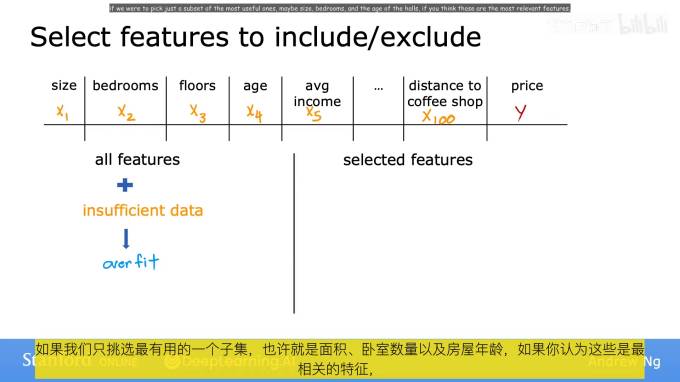 If we were to pick just a subset of the most useful ones, maybe size, bedrooms, and the age of the halls, if you think those are the most relevant features,
bilibili
Select features to include/exclude
size bedrooms floors age avg income ... distance to coffee shop price
x₁ x₂ x₃ x₄ x₅ x₁₀₀ y
all features selected features
+
insufficient data
↓
overfit
Stanford ONLINE DeepLearning.AI Andrew Ng
如果我们只挑选最有用的一个子集，也许就是面积、卧室数量以及房屋年龄，如果你认为这些是最
相关的特征，